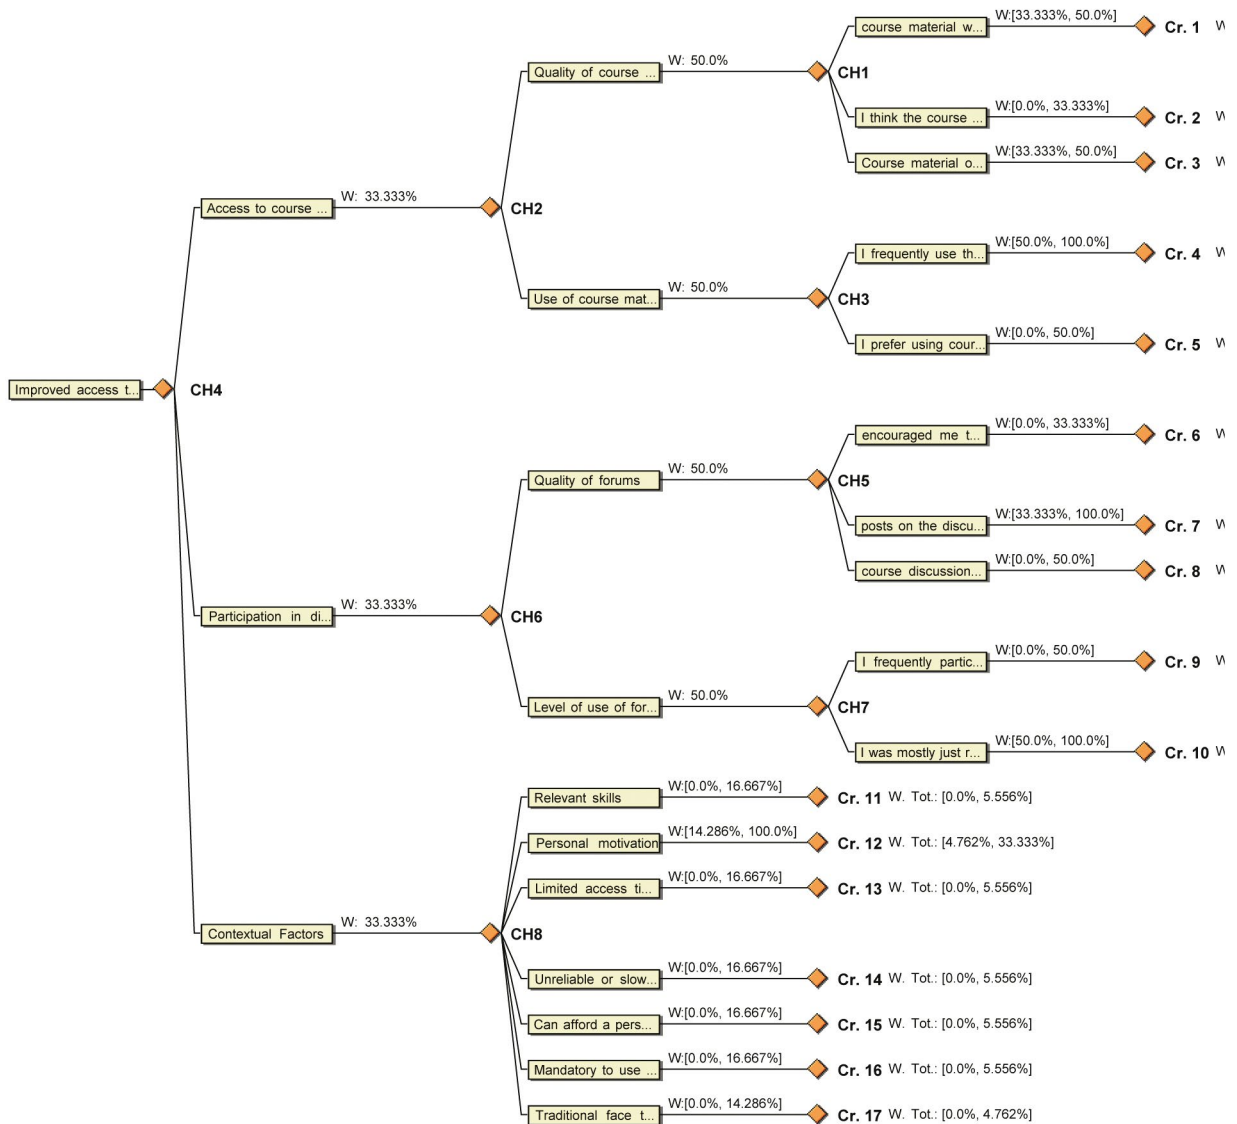 course material w... W:[33.333%, 50.0%] Cr. 1 W
Quality of course ... W: 50.0% CH1
I think the course ... W:[0.0%, 33.333%] Cr. 2 W
Course material o... W:[33.333%, 50.0%] Cr. 3 W
Access to course ... W: 33.333% CH2
I frequently use th... W:[50.0%, 100.0%] Cr. 4 W
Use of course mat... W: 50.0% CH3
I prefer using cour... W:[0.0%, 50.0%] Cr. 5 W
Improved access t... CH4
encouraged me t... W:[0.0%, 33.333%] Cr. 6 W
Quality of forums W: 50.0% CH5
posts on the discu... W:[33.333%, 100.0%] Cr. 7 W
course discussion... W:[0.0%, 50.0%] Cr. 8 W
Participation in di... W: 33.333% CH6
I frequently partic... W:[0.0%, 50.0%] Cr. 9 W
Level of use of for... W: 50.0% CH7
I was mostly just r... W:[50.0%, 100.0%] Cr. 10 W
Relevant skills W:[0.0%, 16.667%] Cr. 11 W. Tot.: [0.0%, 5.556%]
Personal motivation W:[14.286%, 100.0%] Cr. 12 W. Tot.: [4.762%, 33.333%]
Limited access ti... W:[0.0%, 16.667%] Cr. 13 W. Tot.: [0.0%, 5.556%]
Contextual Factors W: 33.333% CH8
Unreliable or slow... W:[0.0%, 16.667%] Cr. 14 W. Tot.: [0.0%, 5.556%]
Can afford a pers... W:[0.0%, 16.667%] Cr. 15 W. Tot.: [0.0%, 5.556%]
Mandatory to use ... W:[0.0%, 16.667%] Cr. 16 W. Tot.: [0.0%, 5.556%]
Traditional face t... W:[0.0%, 14.286%] Cr. 17 W. Tot.: [0.0%, 4.762%]